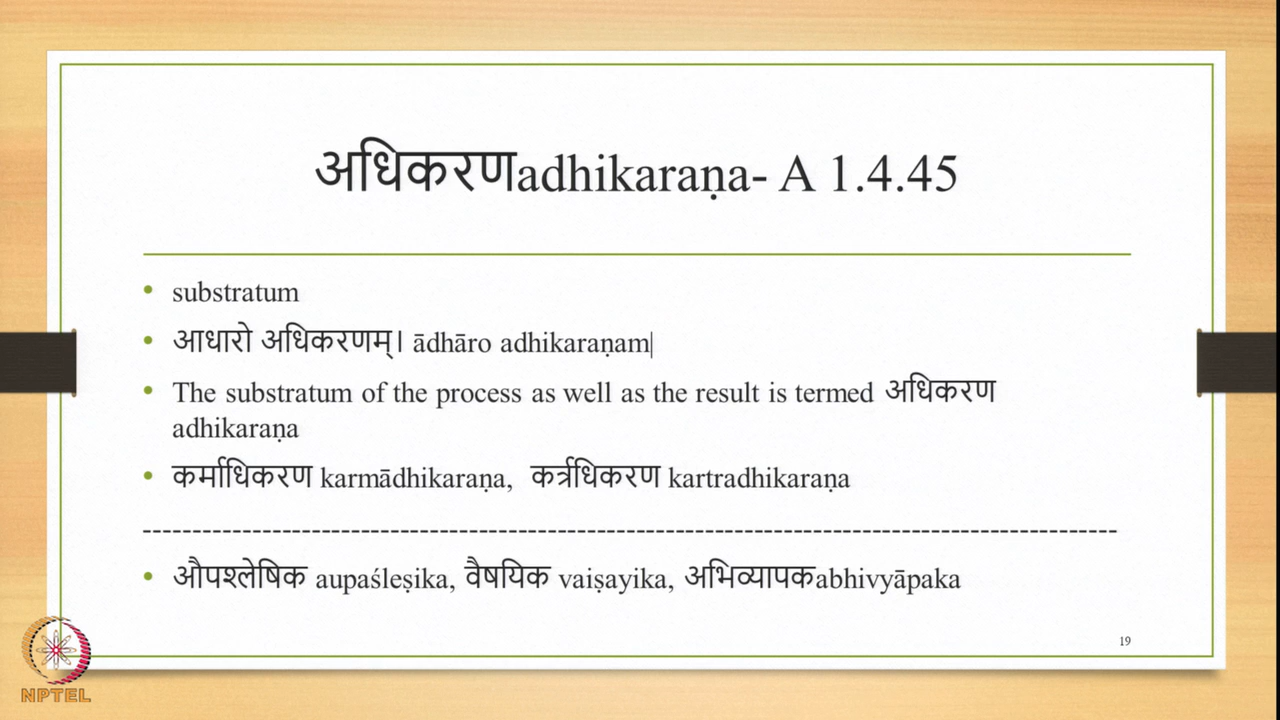 अधिकरणadhikaraṇa- A 1.4.45
• substratum
• आधारो अधिकरणम्। ādhāro adhikaraṇam|
• The substratum of the process as well as the result is termed अधिकरण
adhikaraṇa
• कर्माधिकरण karmādhikaraṇa, कर्त्रधिकरण kartradhikaraṇa
--------------------------------------------------------------------------------------------------
• औपश्लेषिक aupaśleṣika, वैषयिक vaiṣayika, अभिव्यापकabhivyāpaka
19
NPTEL